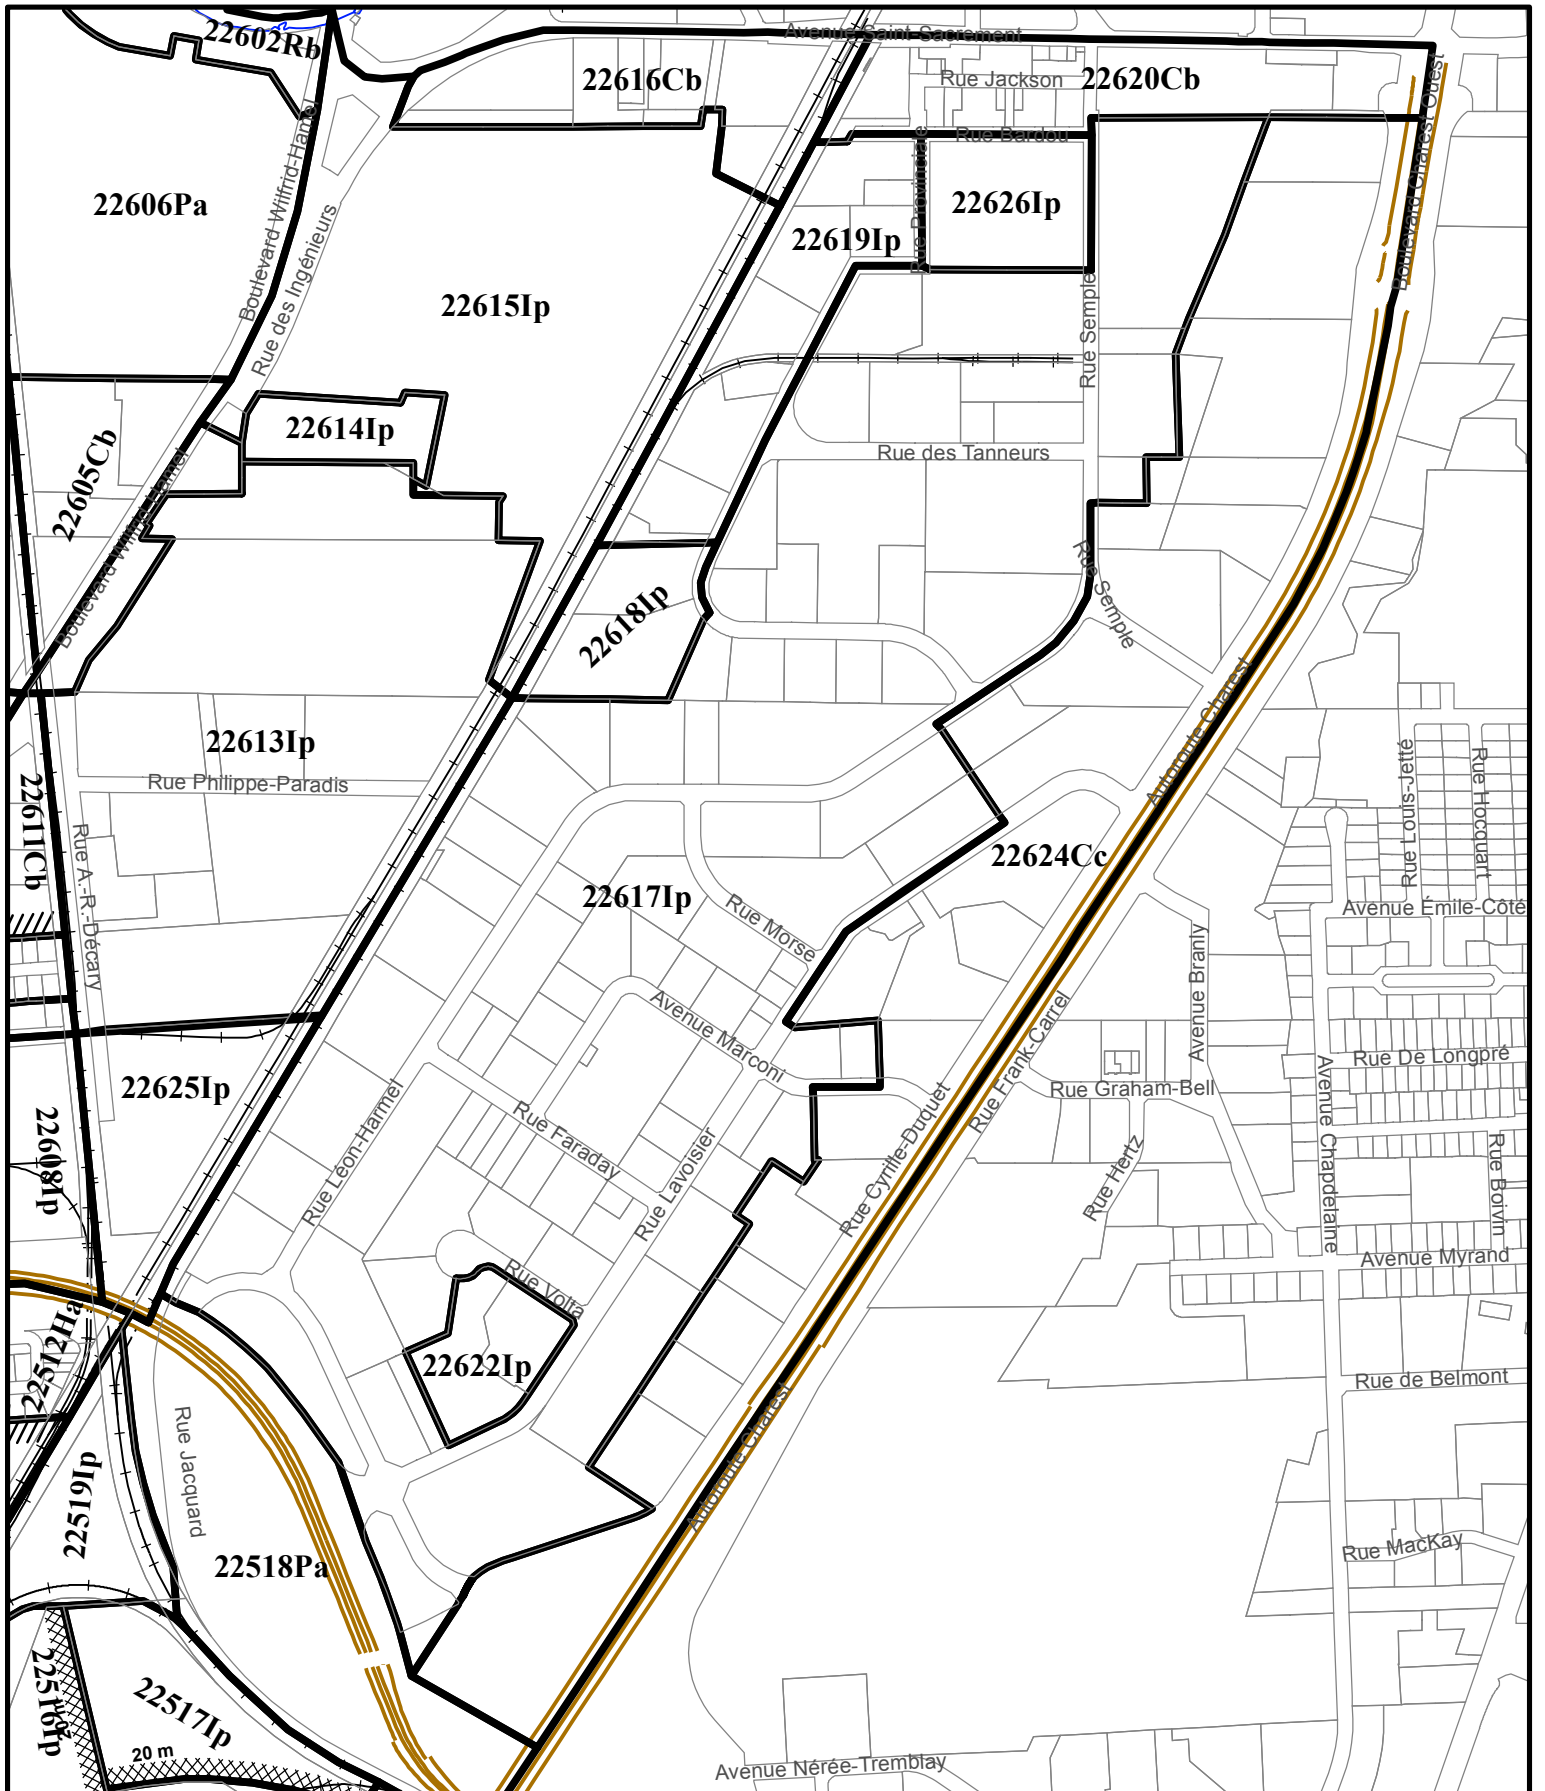 22602Rb
Avenue Saint-Sacrement
22616Cb
Rue Jackson
22620Cb
Boulevard Charest Ouest
Rue Bardou
Boulevard Wilfrid-Hamel
22606Pa
Rue des Ingénieurs
Rue Provinciale
22626Ip
22619Ip
22615Ip
Rue Semple
22614Ip
Rue des Tanneurs
22605Cb
Boulevard Wilfrid-Hamel
22618Ip
Rue Semple
Autoroute Charest
22613Ip
Rue Philippe-Paradis
Rue Louis-Jetté
Rue Hocquart
22611Cb
Rue A.-R.-Décary
22624Cc
22617Ip
Rue Morse
Avenue Émile-Côté
Avenue Branly
Avenue Marconi
Rue Frank-Carrel
Rue De Longpré
22625Ip
Rue Graham-Bell
22608Ip
Rue Léon-Harmel
Rue Faraday
Rue Lavoisier
Rue Cyrille-Duquet
Rue Hertz
Avenue Chapdelaine
Rue Boivin
Avenue Myrand
Rue Volta
22512Ha
22622Ip
Rue de Belmont
Autoroute Charest
Rue Jacquard
22519Ip
Rue MacKay
22518Pa
22516Ip
20 m
22517Ip
20 m
Avenue Nérée-Tremblay